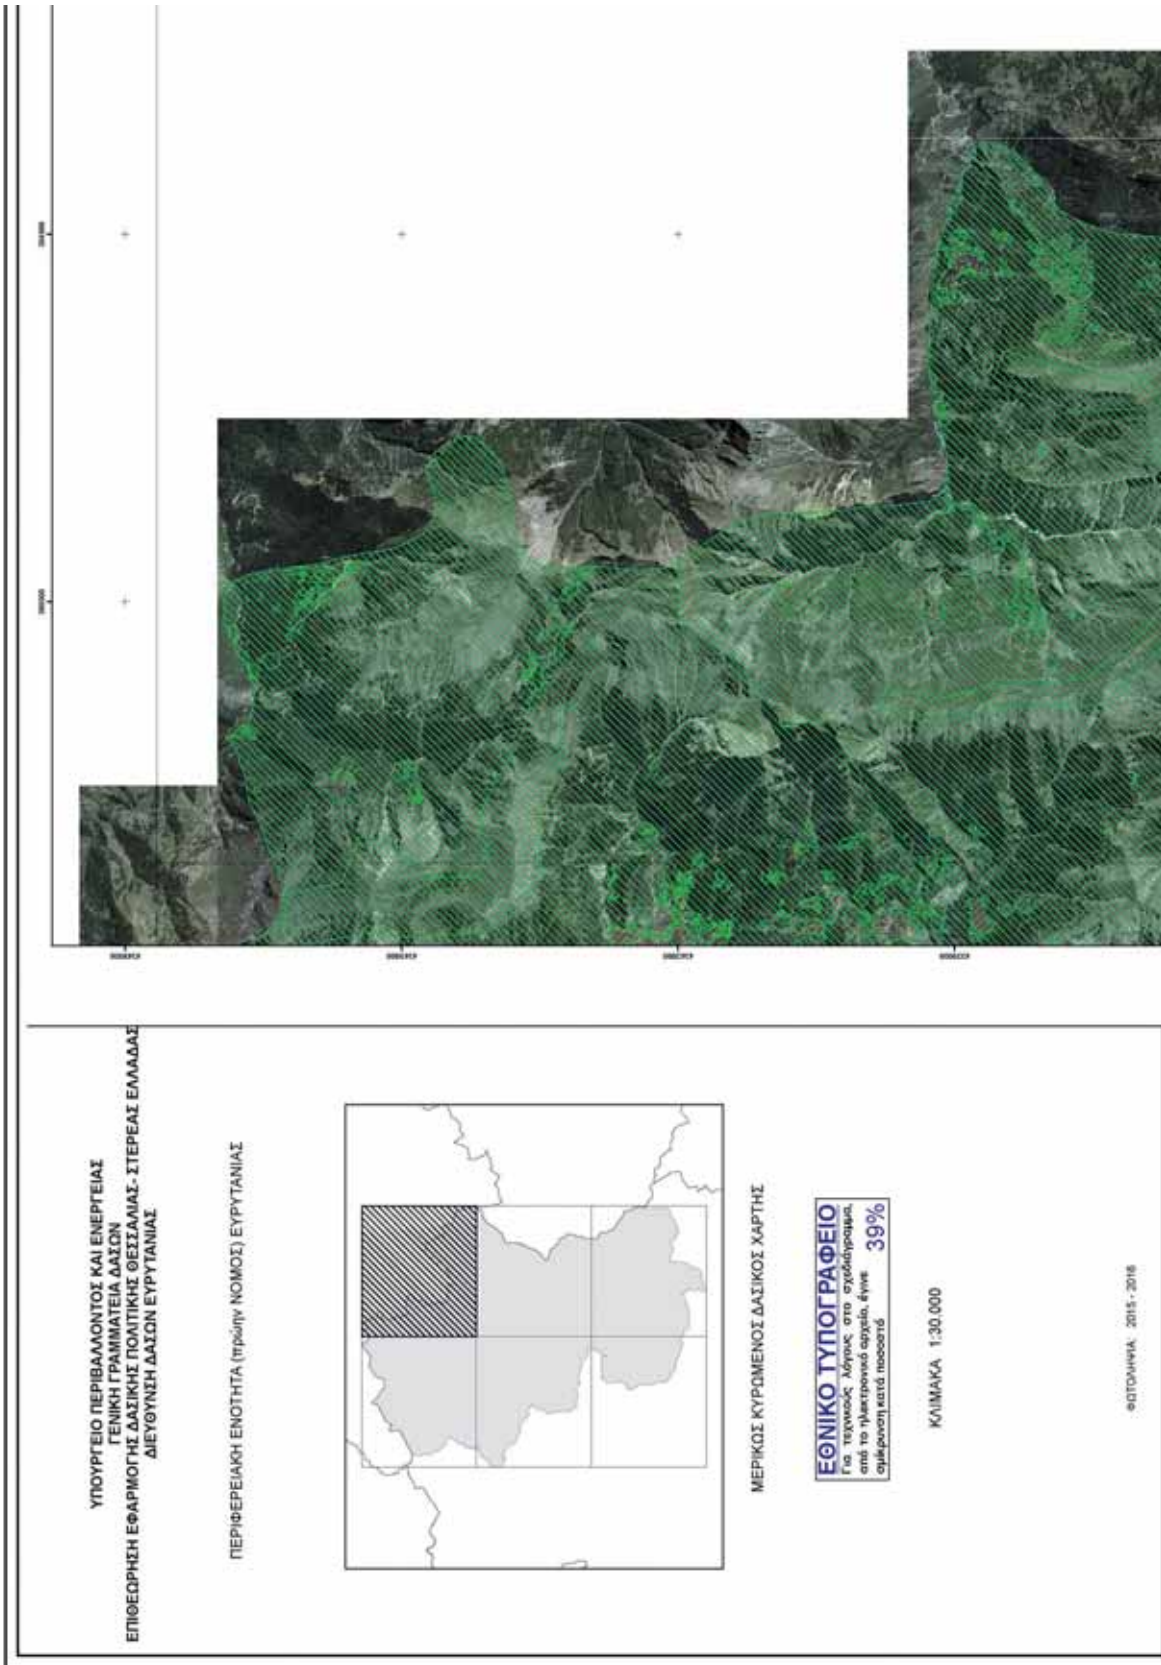 ΥΠΟΥΡΓΕΙΟ ΠΕΡΙΒΑΛΛΟΝΤΟΣ ΚΑΙ ΕΝΕΡΓΕΙΑΣ
ΓΕΝΙΚΗ ΓΡΑΜΜΑΤΕΙΑ ΔΑΣΩΝ
ΕΠΙΘΕΩΡΗΣΗ ΕΦΑΡΜΟΓΗΣ ΔΑΣΙΚΗΣ ΠΟΛΙΤΙΚΗΣ ΘΕΣΣΑΛΙΑΣ- ΣΤΕΡΕΑΣ ΕΛΛΑΔΑΣ
ΔΙΕΥΘΥΝΣΗ ΔΑΣΩΝ ΕΥΡΥΤΑΝΙΑΣ
ΠΕΡΙΦΕΡΕΙΑΚΗ ΕΝΟΤΗΤΑ (πρώην ΝΟΜΟΣ) ΕΥΡΥΤΑΝΙΑΣ
ΜΕΡΙΚΩΣ ΚΥΡΩΜΕΝΟΣ ΔΑΣΙΚΟΣ ΧΑΡΤΗΣ
ΕΘΝΙΚΟ ΤΥΠΟΓΡΑΦΕΙΟ
Για τεχνικούς λόγους στο σχεδιάγραμμα,
από το ηλεκτρονικό αρχείο, έγινε
σμίκρυνση κατά ποσοστό 39%
ΚΛΙΜΑΚΑ 1:30.000
ΦΩΤΟΛΗΨΙΑ: 2015 - 2016